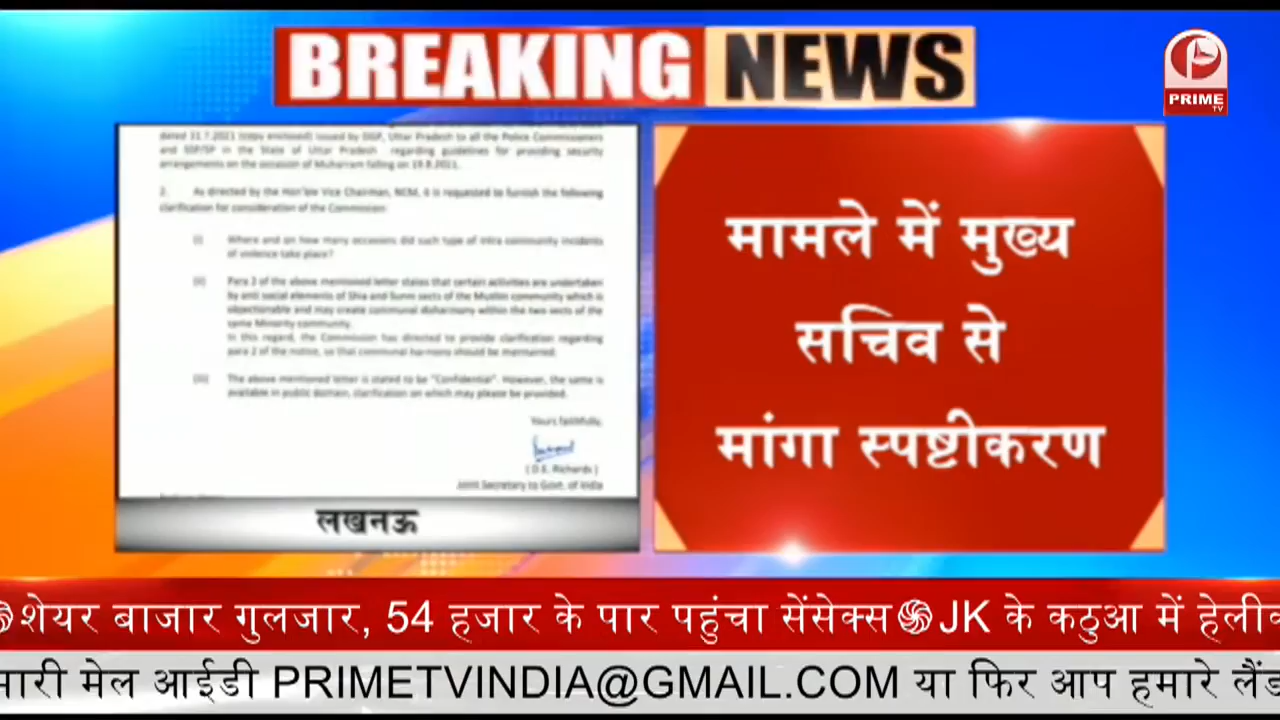 BREAKING NEWS
PRIME
TV
dated 31.7.2021 (copy enclosed) issued by DGP, Uttar Pradesh to all the Police Commissioners
and SSP/SP in the State of Uttar Pradesh regarding guidelines for providing security
arrangements on the occasion of Muharram falling on 19.8.2021.
2. As directed by the Hon'ble Vice Chairman, NCM, it is requested to furnish the following
clarification for consideration of the Commission:
(i) Where and on how many occasions did such type of intra community incidents
of violence take place?
(ii) Para 2 of the above mentioned letter states that certain activities are undertaken
by anti social elements of Shia and Sunni sects of the Muslim community which is
objectionable and may create communal disharmony within the two sects of the
same Minority community.
In this regard, the Commission has directed to provide clarification regarding
para 2 of the notice, so that communal harmony should be maintained.
(iii) The above mentioned letter is stated to be "Confidential". However, the same is
available in public domain, clarification on which may please be provided.
Yours faithfully,
( D.E. Richards )
Joint Secretary to Govt. of India
लखनऊ
मामले में मुख्य
सचिव से
मांगा स्पष्टीकरण
शेयर बाजार गुलजार, 54 हजार के पार पहुंचा सेंसेक्स JK के कठुआ में हेलीक
मारी मेल आईडी PRIMETVINDIA@GMAIL.COM या फिर आप हमारे लैंड